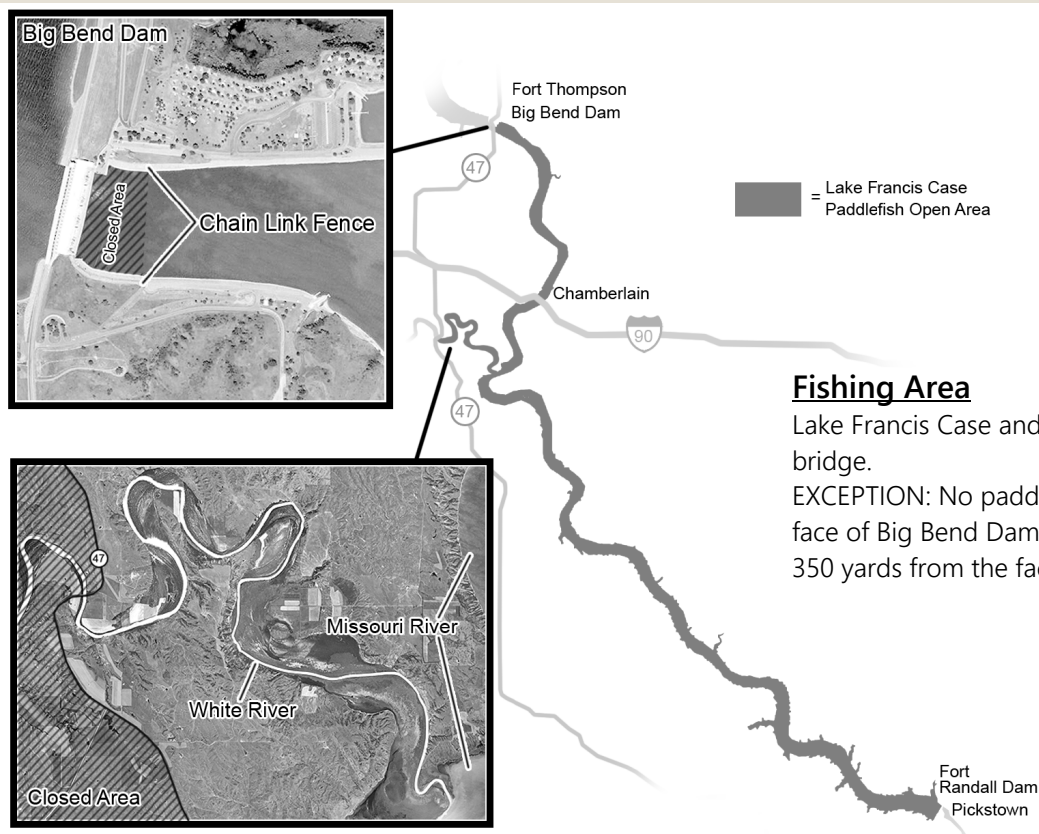 Big Bend Dam
Closed Area
Chain Link Fence
Fort Thompson
Big Bend Dam
47
= Lake Francis Case
Paddlefish Open Area
Chamberlain
90
47
Fishing Area
Lake Francis Case and
bridge.
EXCEPTION: No padd
face of Big Bend Dam
350 yards from the fa
47
Missouri River
White River
Closed Area
Fort
Randall Dam
Pickstown